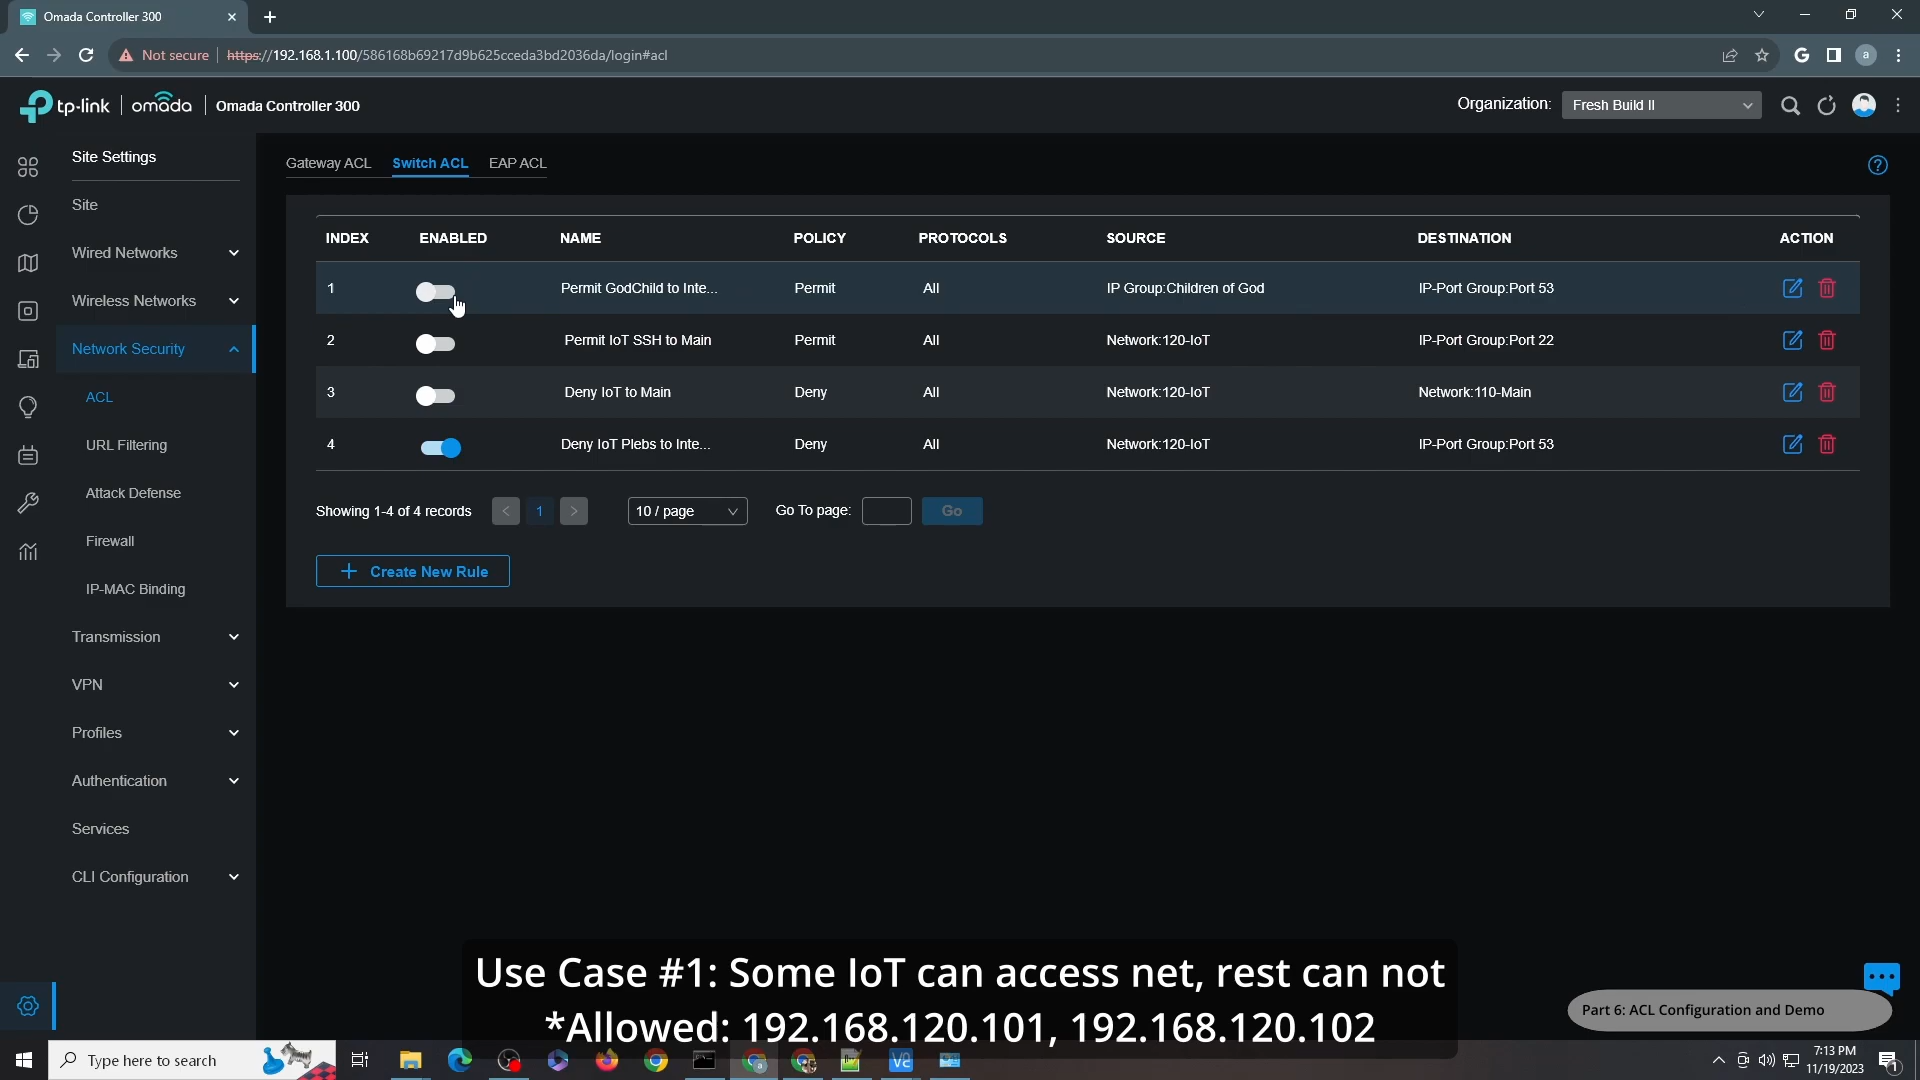 Omada Controller 300
Not secure https://192.168.1.100/586168b69217d9b625cceda3bd2036da/login#acl
G a
tp-link omada Omada Controller 300 Organization: Fresh Build II
Site Settings
Site
Wired Networks
Wireless Networks
Network Security
ACL
URL Filtering
Attack Defense
Firewall
IP-MAC Binding
Transmission
VPN
Profiles
Authentication
Services
CLI Configuration
Gateway ACL Switch ACL EAP ACL ?
INDEX ENABLED NAME POLICY PROTOCOLS SOURCE DESTINATION ACTION
1 Permit GodChild to Inte... Permit All IP Group:Children of God IP-Port Group:Port 53
2 Permit IoT SSH to Main Permit All Network:120-IoT IP-Port Group:Port 22
3 Deny IoT to Main Deny All Network:120-IoT Network:110-Main
4 Deny IoT Plebs to Inte... Deny All Network:120-IoT IP-Port Group:Port 53
Showing 1-4 of 4 records < 1 > 10 / page Go To page: Go
+ Create New Rule
Use Case #1: Some IoT can access net, rest can not
*Allowed: 192.168.120.101, 192.168.120.102
Part 6: ACL Configuration and Demo
Type here to search
7:13 PM
11/19/2023
1